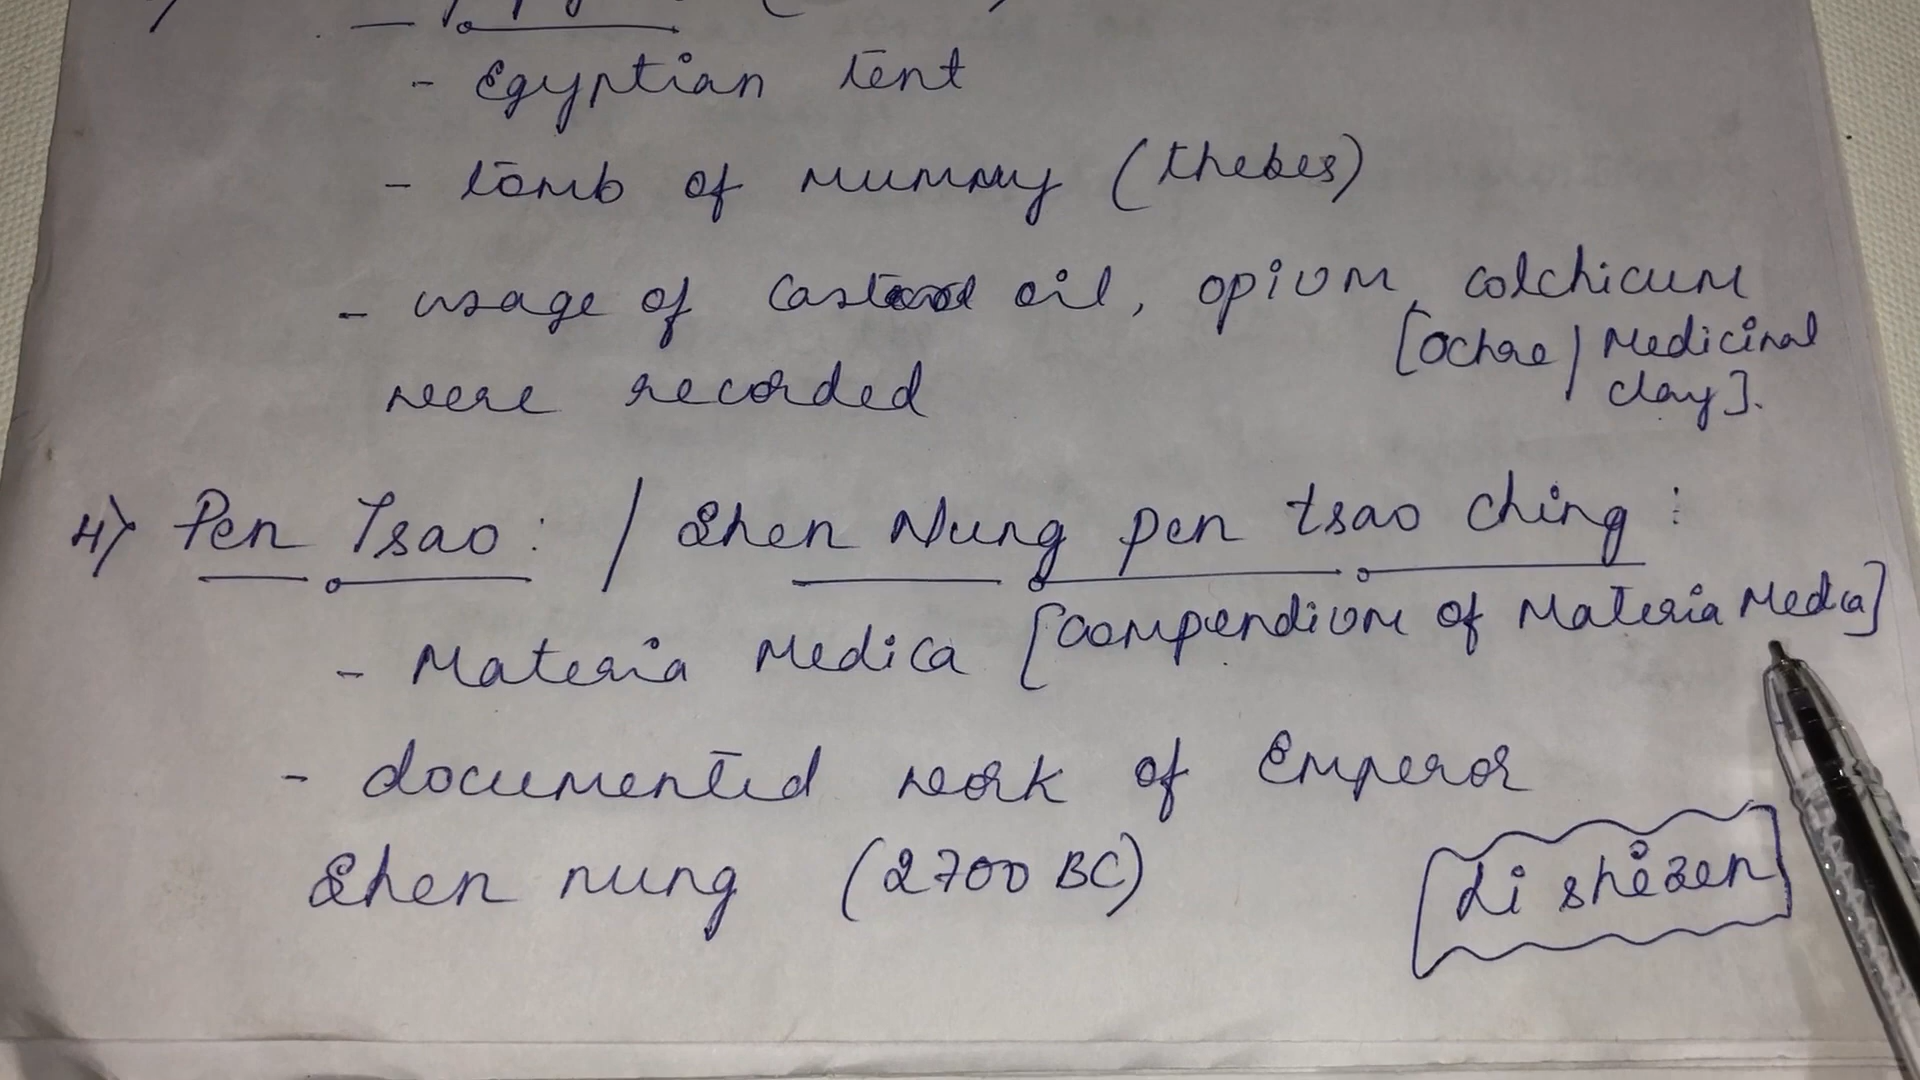 - Egyptian tent
- tomb of mummy (thebes)
- usage of castor oil, opium, colchicum
[ochre / Medicinal
clay].
were recorded
4) Pen Tsao: / Shen Nung pen tsao ching:
- Materia Medica [compendium of Materia Medica]
- documented work of Emperor
Shen nung (2700 BC)
Li shizen